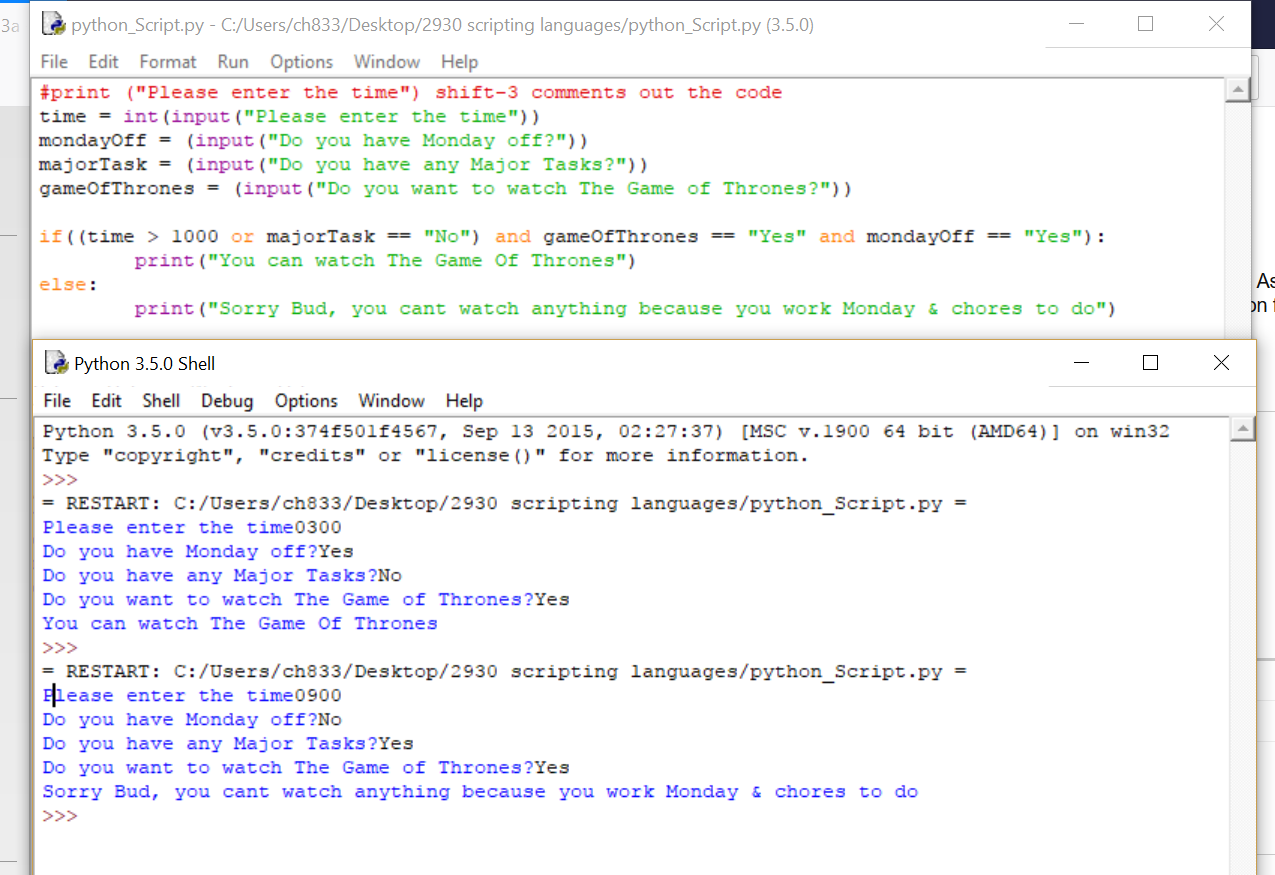 3a
python_Script.py - C:/Users/ch833/Desktop/2930 scripting languages/python_Script.py (3.5.0)
File Edit Format Run Options Window Help
#print ("Please enter the time") shift-3 comments out the code
time = int(input("Please enter the time"))
mondayOff = (input("Do you have Monday off?"))
majorTask = (input("Do you have any Major Tasks?"))
gameOfThrones = (input("Do you want to watch The Game of Thrones?"))
if((time > 1000 or majorTask == "No") and gameOfThrones == "Yes" and mondayOff == "Yes"):
print("You can watch The Game Of Thrones")
else:
print("Sorry Bud, you cant watch anything because you work Monday & chores to do")
As
Python 3.5.0 Shell
File Edit Shell Debug Options Window Help
Python 3.5.0 (v3.5.0:374f501f4567, Sep 13 2015, 02:27:37) [MSC v.1900 64 bit (AMD64)] on win32
Type "copyright", "credits" or "license()" for more information.
>>>
= RESTART: C:/Users/ch833/Desktop/2930 scripting languages/python_Script.py =
Please enter the time0300
Do you have Monday off?Yes
Do you have any Major Tasks?No
Do you want to watch The Game of Thrones?Yes
You can watch The Game Of Thrones
>>>
= RESTART: C:/Users/ch833/Desktop/2930 scripting languages/python_Script.py =
Please enter the time0900
Do you have Monday off?No
Do you have any Major Tasks?Yes
Do you want to watch The Game of Thrones?Yes
Sorry Bud, you cant watch anything because you work Monday & chores to do
>>>